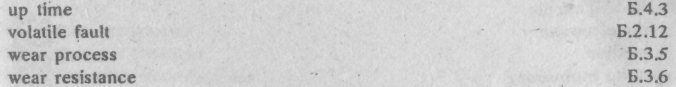 up time Б.4.3
volatile fault Б.2.12
wear process Б.3.5
wear resistance Б.3.6